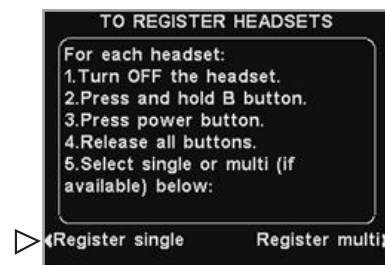 TO REGISTER HEADSETS
For each headset:
1.Turn OFF the headset.
2.Press and hold B button.
3.Press power button.
4.Release all buttons.
5.Select single or multi (if
available) below:
Register single Register multi